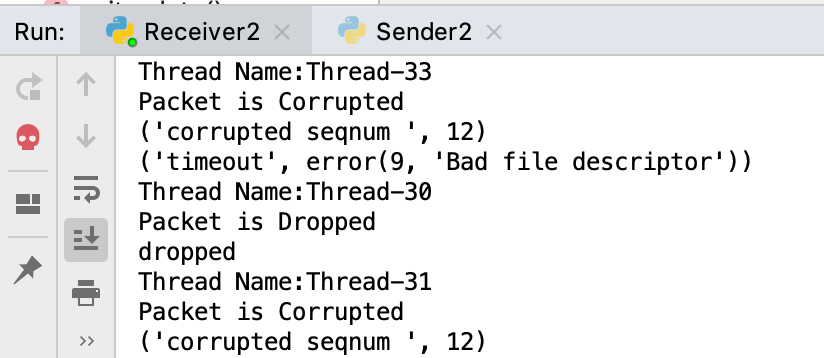 Run: Receiver2 Sender2
Thread Name:Thread-33
Packet is Corrupted
('corrupted seqnum ', 12)
('timeout', error(9, 'Bad file descriptor'))
Thread Name:Thread-30
Packet is Dropped
dropped
Thread Name:Thread-31
Packet is Corrupted
('corrupted seqnum ', 12)